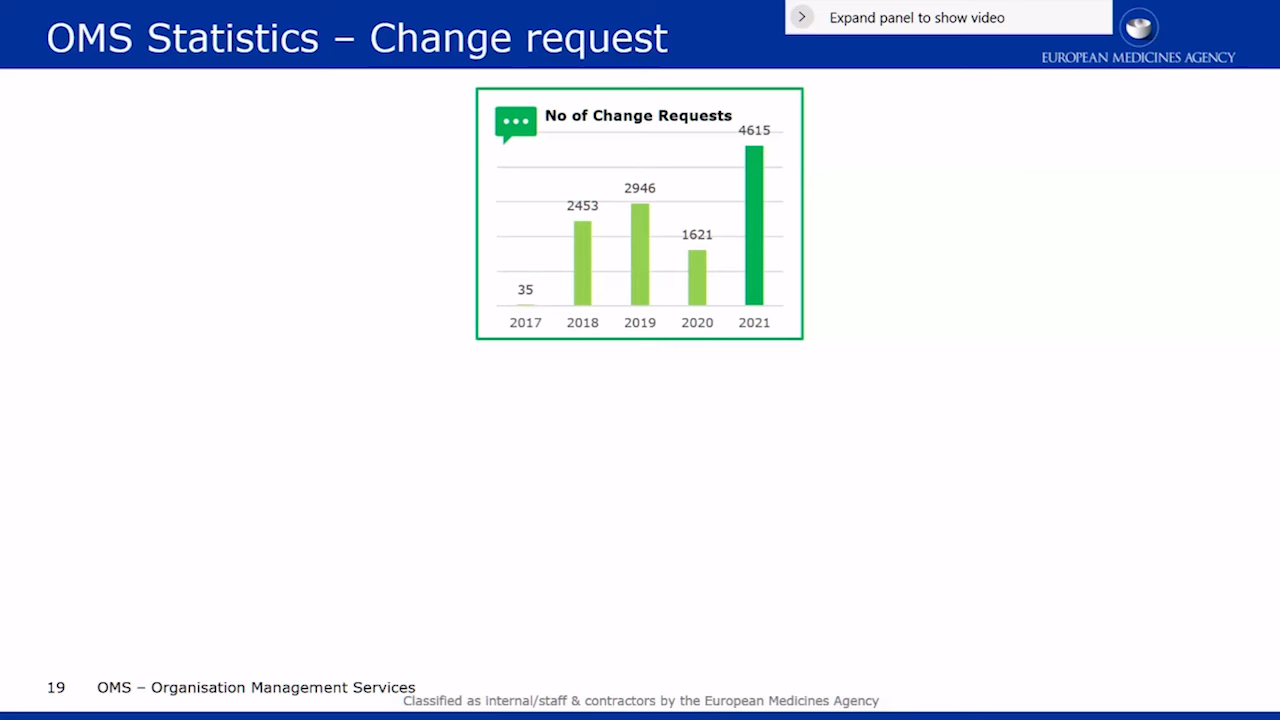 OMS Statistics – Change request
Expand panel to show video
EUROPEAN MEDICINES AGENCY
No of Change Requests
4615
2946
2453
1621
35
2017 2018 2019 2020 2021
19 OMS – Organisation Management Services
Classified as internal/staff & contractors by the European Medicines Agency